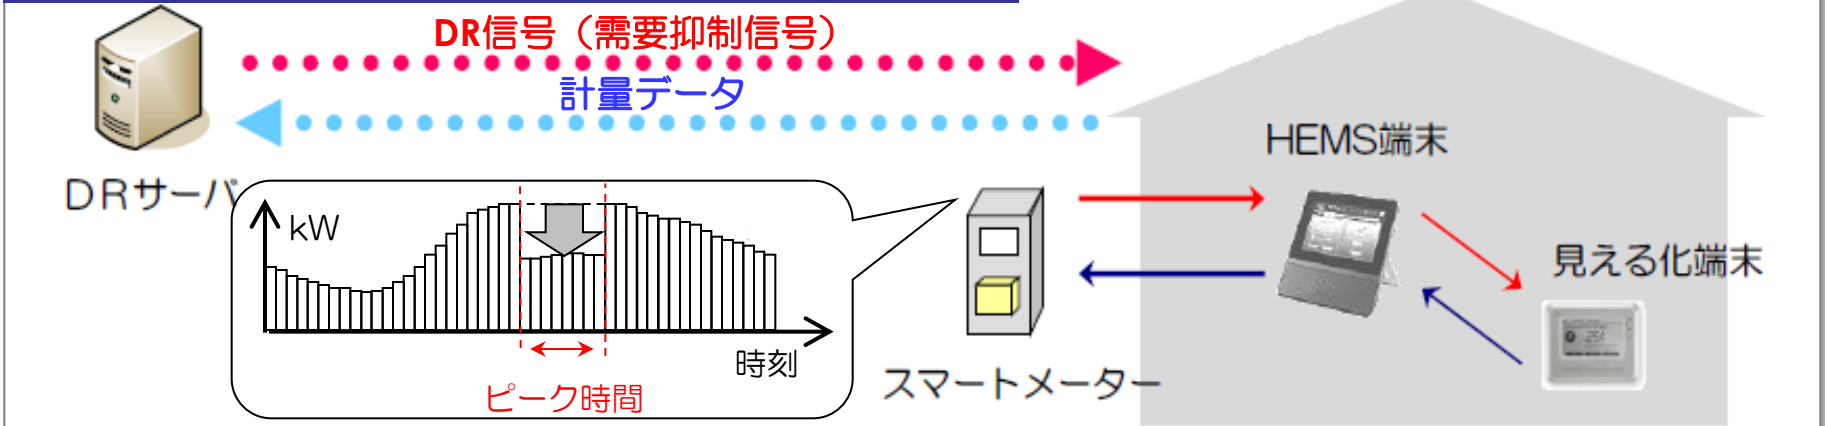 DR信号（需要抑制信号）
計量データ
HEMS端末
DRサーバ
kW
見える化端末
時刻
スマートメーター
ピーク時間